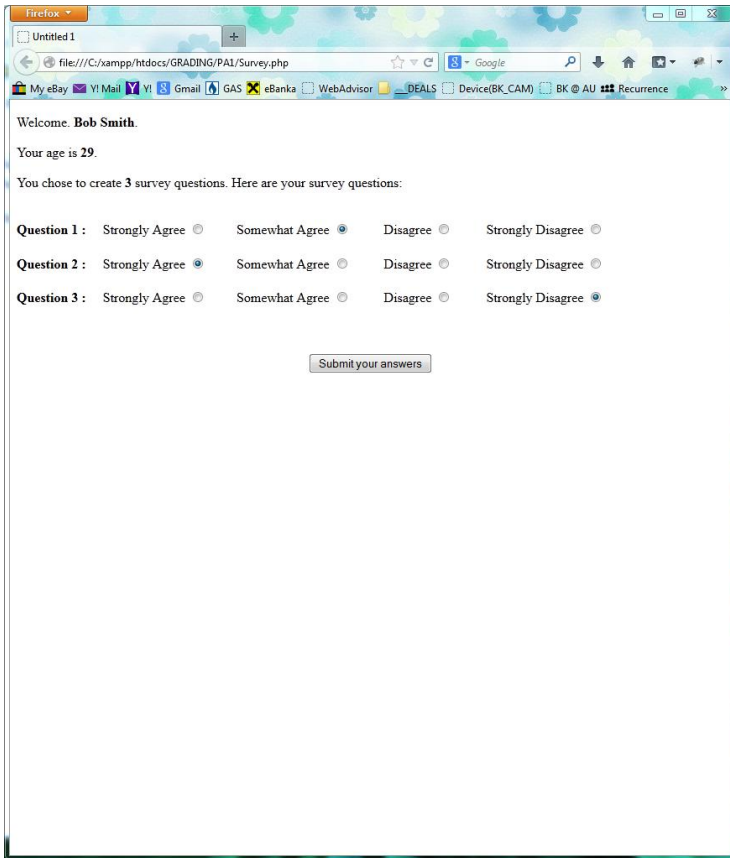 Firefox
Untitled 1
file:///C:/xampp/htdocs/GRADING/PA1/Survey.php
8 - Google
My eBay Y! Mail Y! Gmail GAS eBanka WebAdvisor __DEALS Device(BK_CAM) BK @ AU Recurrence »
Welcome. Bob Smith.
Your age is 29.
You chose to create 3 survey questions. Here are your survey questions:
Question 1 : Strongly Agree Somewhat Agree Disagree Strongly Disagree
Question 2 : Strongly Agree Somewhat Agree Disagree Strongly Disagree
Question 3 : Strongly Agree Somewhat Agree Disagree Strongly Disagree
Submit your answers